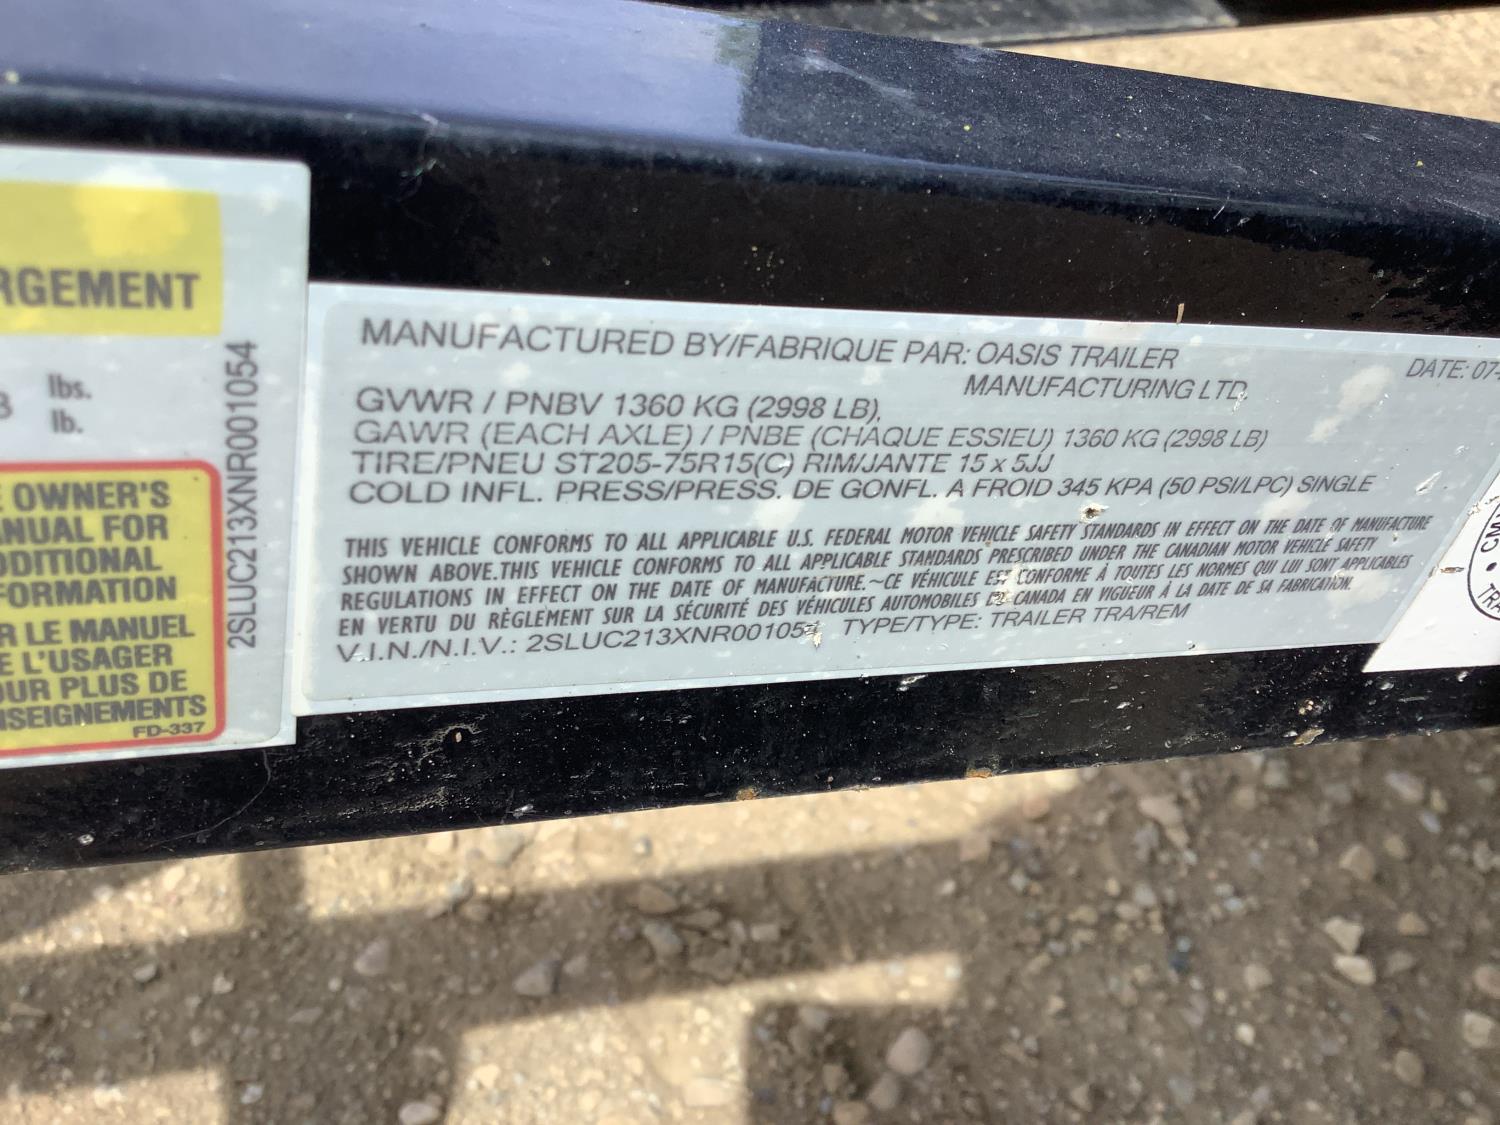 RGEMENT
lbs.
lb.
OWNER'S
ANUAL FOR
DDITIONAL
FORMATION
R LE MANUEL
E L'USAGER
OUR PLUS DE
NSEIGNEMENTS
FD-337
2SLUC213XNR001054
MANUFACTURED BY/FABRIQUE PAR: OASIS TRAILER
MANUFACTURING LTD.
DATE: 07-
GVWR / PNBV 1360 KG (2998 LB),
GAWR (EACH AXLE) / PNBE (CHAQUE ESSIEU) 1360 KG (2998 LB)
TIRE/PNEU ST205-75R15(C) RIM/JANTE 15 x 5JJ
COLD INFL. PRESS/PRESS. DE GONFL. A FROID 345 KPA (50 PSI/LPC) SINGLE
THIS VEHICLE CONFORMS TO ALL APPLICABLE U.S. FEDERAL MOTOR VEHICLE SAFETY STANDARDS IN EFFECT ON THE DATE OF MANUFACTURE
SHOWN ABOVE.THIS VEHICLE CONFORMS TO ALL APPLICABLE STANDARDS PRESCRIBED UNDER THE CANADIAN MOTOR VEHICLE SAFETY
REGULATIONS IN EFFECT ON THE DATE OF MANUFACTURE.~CE VÉHICULE EST CONFORME À TOUTES LES NORMES QUI LUI SONT APPLICABLES
EN VERTU DU RÈGLEMENT SUR LA SÉCURITÉ DES VÉHICULES AUTOMOBILES DU CANADA EN VIGUEUR À LA DATE DE SA FABRICATION.
V.I.N./N.I.V.: 2SLUC213XNR001054 TYPE/TYPE: TRAILER TRA/REM